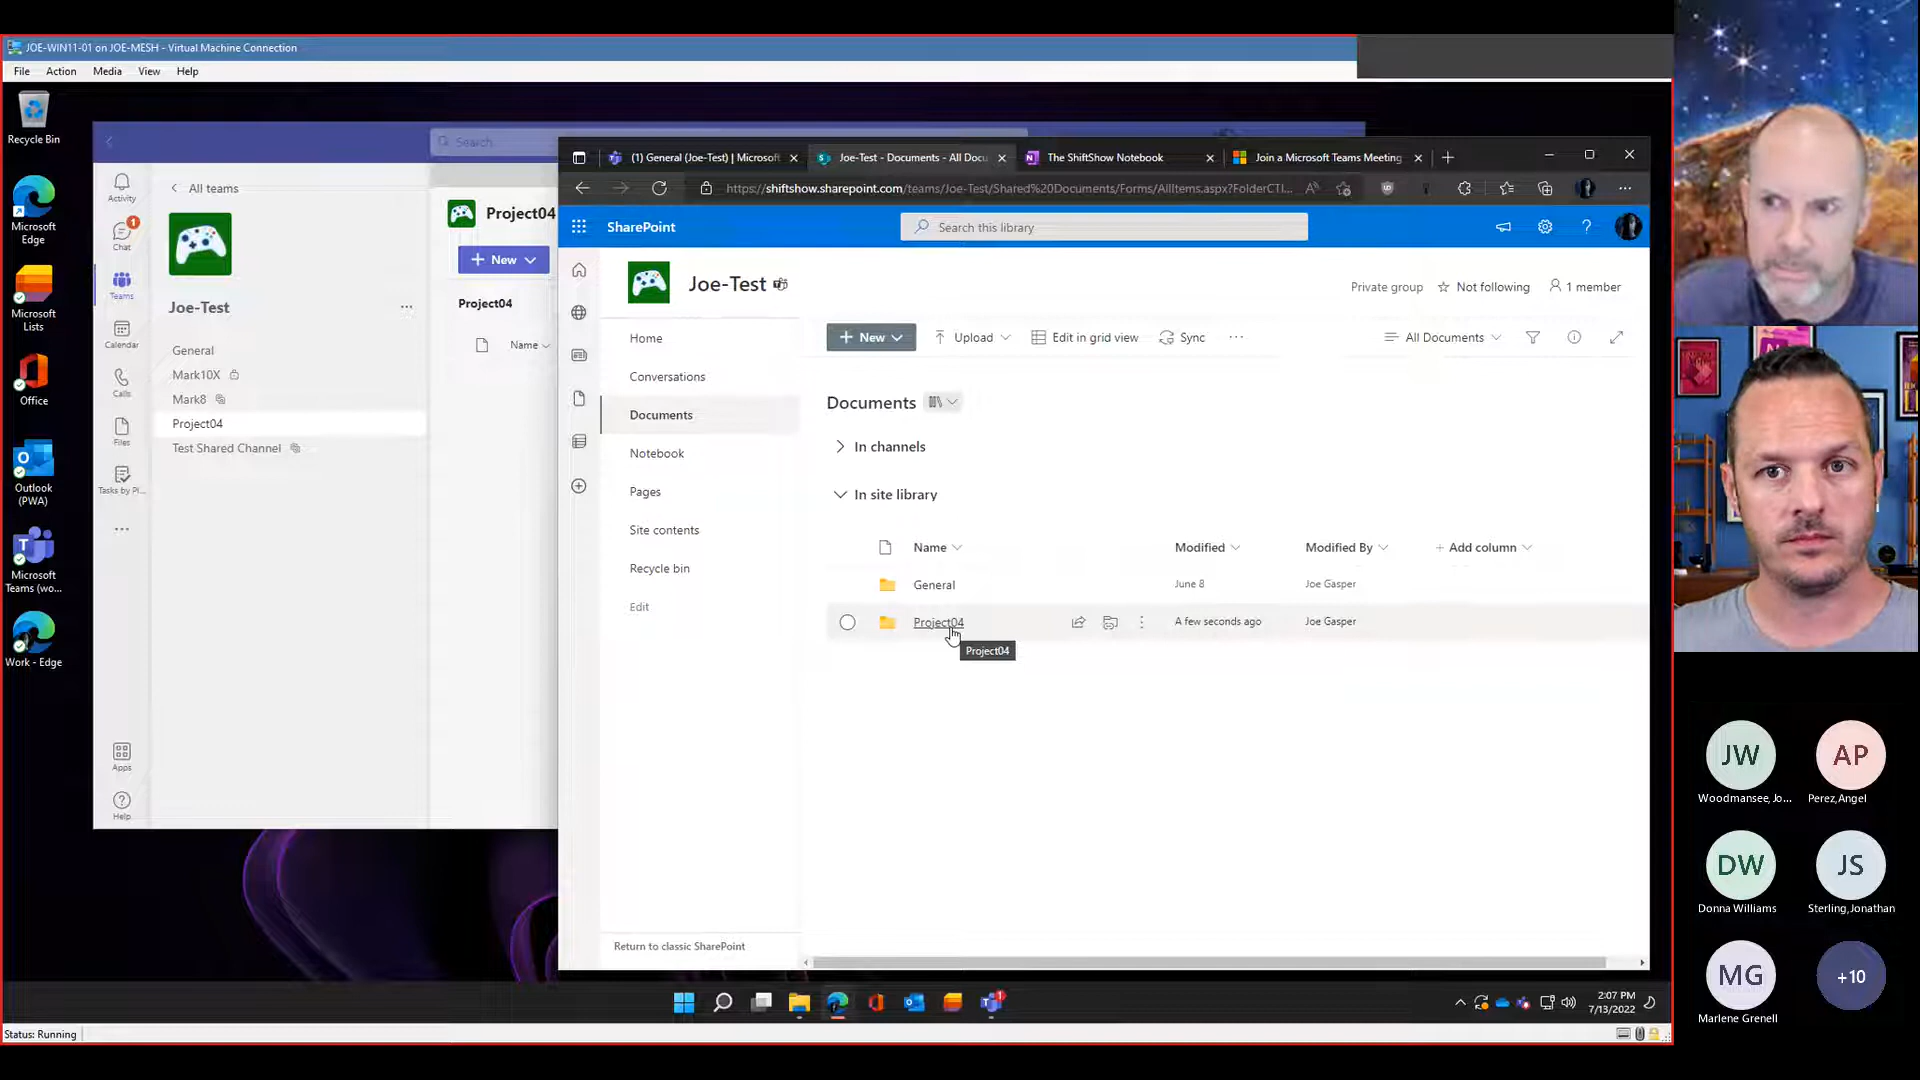 JOE-WIN11-01 on JOE-MESH - Virtual Machine Connection
File Action Media View Help
Recycle Bin
Microsoft
Edge
Microsoft
Lists
Office
Outlook
(PWA)
Microsoft
Teams (wo...
Work - Edge
Search
Activity
Chat
1
Teams
Calendar
Calls
Files
Tasks by Pl...
Apps
Help
All teams
Joe-Test
General
Mark10X
Mark8
Project04
Test Shared Channel
Project04
New
Project04
Name
(1) General (Joe-Test) | Microsoft
Joe-Test - Documents - All Docu
The ShiftShow Notebook
Join a Microsoft Teams Meeting
https://shiftshow.sharepoint.com/teams/Joe-Test/Shared%20Documents/Forms/AllItems.aspx?FolderCTI...
SharePoint
Search this library
Joe-Test
Private group
Not following
1 member
Home
Conversations
Documents
Notebook
Pages
Site contents
Recycle bin
Edit
Return to classic SharePoint
New
Upload
Edit in grid view
Sync
All Documents
Documents
In channels
In site library
Name Modified Modified By Add column
General June 8 Joe Gasper
Project04 A few seconds ago Joe Gasper
Project04
2:07 PM
7/13/2022
Status: Running
JW
Woodmansee, Jo...
AP
Perez, Angel
DW
Donna Williams
JS
Sterling, Jonathan
MG
Marlene Grenell
+10